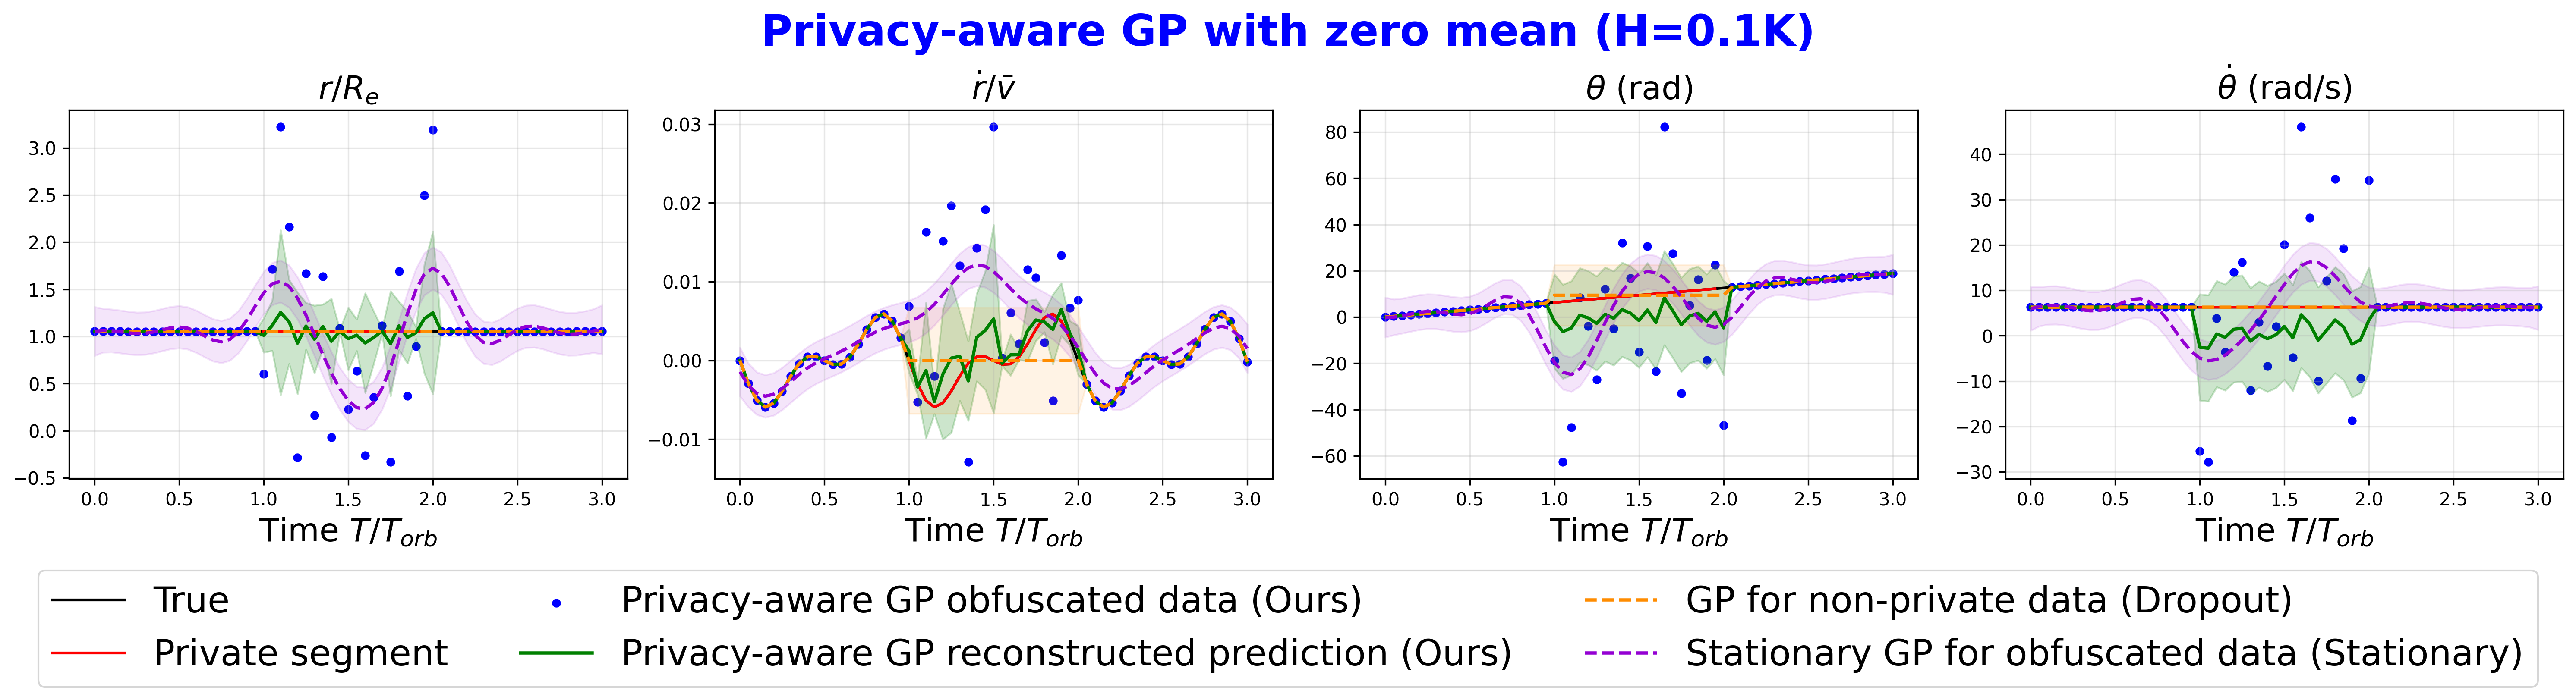 Privacy-aware GP with zero mean (H=0.1K)
r/Rₑ
ṙ/v̄
θ (rad)
θ̇ (rad/s)
3.0
2.5
2.0
1.5
1.0
0.5
0.0
−0.5
0.0 0.5 1.0 1.5 2.0 2.5 3.0
Time T/T_orb
0.03
0.02
0.01
0.00
−0.01
0.0 0.5 1.0 1.5 2.0 2.5 3.0
Time T/T_orb
80
60
40
20
0
−20
−40
−60
0.0 0.5 1.0 1.5 2.0 2.5 3.0
Time T/T_orb
40
30
20
10
0
−10
−20
−30
0.0 0.5 1.0 1.5 2.0 2.5 3.0
Time T/T_orb
True
Private segment
Privacy-aware GP obfuscated data (Ours)
Privacy-aware GP reconstructed prediction (Ours)
GP for non-private data (Dropout)
Stationary GP for obfuscated data (Stationary)